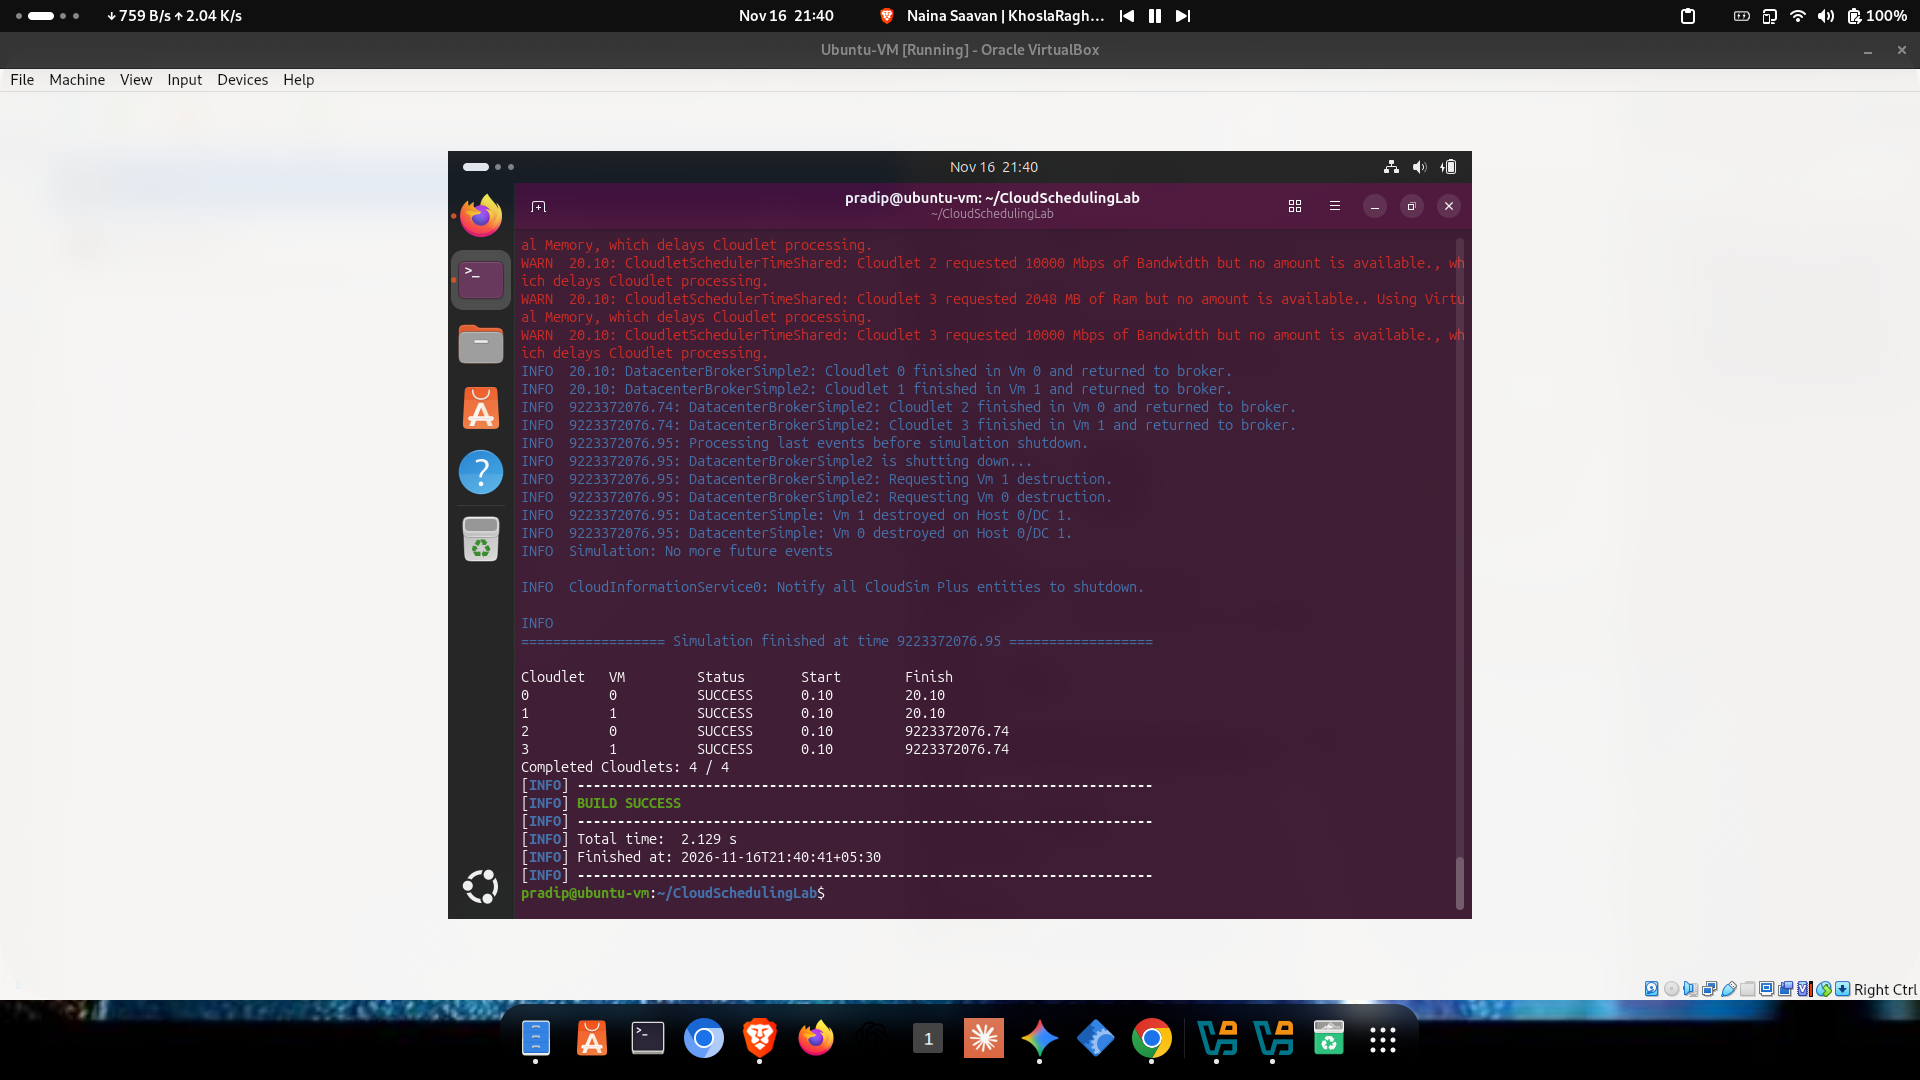 ↓ 759 B/s ↑ 2.04 K/s
Nov 16 21:40
Naina Saavan | KhoslaRagh...
100%
Ubuntu-VM [Running] - Oracle VirtualBox
File Machine View Input Devices Help
Nov 16 21:40
pradip@ubuntu-vm: ~/CloudSchedulingLab
~/CloudSchedulingLab
al Memory, which delays Cloudlet processing.
WARN 20.10: CloudletSchedulerTimeShared: Cloudlet 2 requested 10000 Mbps of Bandwidth but no amount is available., wh
ich delays Cloudlet processing.
WARN 20.10: CloudletSchedulerTimeShared: Cloudlet 3 requested 2048 MB of Ram but no amount is available.. Using Virtu
al Memory, which delays Cloudlet processing.
WARN 20.10: CloudletSchedulerTimeShared: Cloudlet 3 requested 10000 Mbps of Bandwidth but no amount is available., wh
ich delays Cloudlet processing.
INFO 20.10: DatacenterBrokerSimple2: Cloudlet 0 finished in Vm 0 and returned to broker.
INFO 20.10: DatacenterBrokerSimple2: Cloudlet 1 finished in Vm 1 and returned to broker.
INFO 9223372076.74: DatacenterBrokerSimple2: Cloudlet 2 finished in Vm 0 and returned to broker.
INFO 9223372076.74: DatacenterBrokerSimple2: Cloudlet 3 finished in Vm 1 and returned to broker.
INFO 9223372076.95: Processing last events before simulation shutdown.
INFO 9223372076.95: DatacenterBrokerSimple2 is shutting down...
INFO 9223372076.95: DatacenterBrokerSimple2: Requesting Vm 1 destruction.
INFO 9223372076.95: DatacenterBrokerSimple2: Requesting Vm 0 destruction.
INFO 9223372076.95: DatacenterSimple: Vm 1 destroyed on Host 0/DC 1.
INFO 9223372076.95: DatacenterSimple: Vm 0 destroyed on Host 0/DC 1.
INFO Simulation: No more future events
INFO CloudInformationService0: Notify all CloudSim Plus entities to shutdown.
INFO
================== Simulation finished at time 9223372076.95 ==================
Cloudlet VM Status Start Finish
0 0 SUCCESS 0.10 20.10
1 1 SUCCESS 0.10 20.10
2 0 SUCCESS 0.10 9223372076.74
3 1 SUCCESS 0.10 9223372076.74
Completed Cloudlets: 4 / 4
[INFO] ------------------------------------------------------------------------
[INFO] BUILD SUCCESS
[INFO] ------------------------------------------------------------------------
[INFO] Total time: 2.129 s
[INFO] Finished at: 2026-11-16T21:40:41+05:30
[INFO] ------------------------------------------------------------------------
pradip@ubuntu-vm:~/CloudSchedulingLab$
Right Ctrl
1